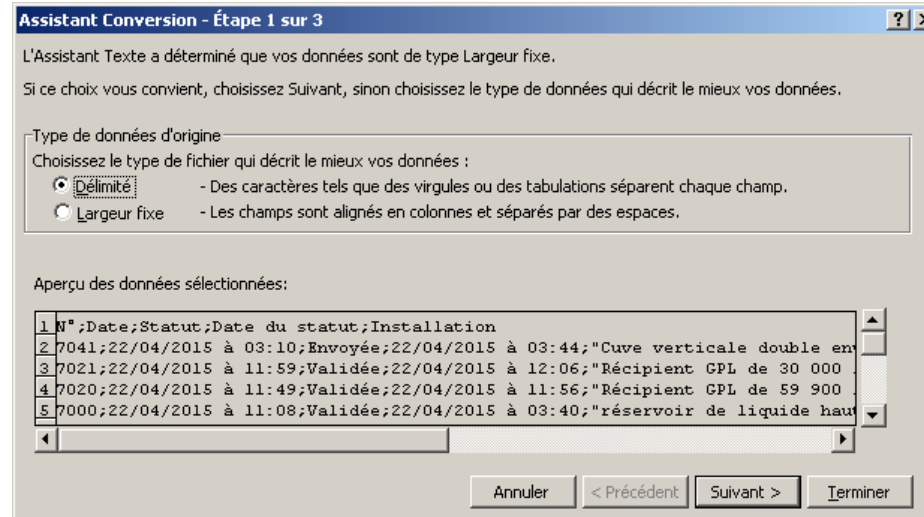 Assistant Conversion - Étape 1 sur 3
L'Assistant Texte a déterminé que vos données sont de type Largeur fixe.
Si ce choix vous convient, choisissez Suivant, sinon choisissez le type de données qui décrit le mieux vos données.
Type de données d'origine
Choisissez le type de fichier qui décrit le mieux vos données :
Délimité - Des caractères tels que des virgules ou des tabulations séparent chaque champ.
Largeur fixe - Les champs sont alignés en colonnes et séparés par des espaces.
Aperçu des données sélectionnées:
1 N°;Date;Statut;Date du statut;Installation
2 7041;22/04/2015 à 03:10;Envoyée;22/04/2015 à 03:44;"Cuve verticale double env
3 7021;22/04/2015 à 11:59;Validée;22/04/2015 à 12:06;"Récipient GPL de 30 000
4 7020;22/04/2015 à 11:49;Validée;22/04/2015 à 11:56;"Récipient GPL de 59 900
5 7000;22/04/2015 à 11:08;Validée;22/04/2015 à 03:40;"réservoir de liquide haut
Annuler < Précédent Suivant > Terminer